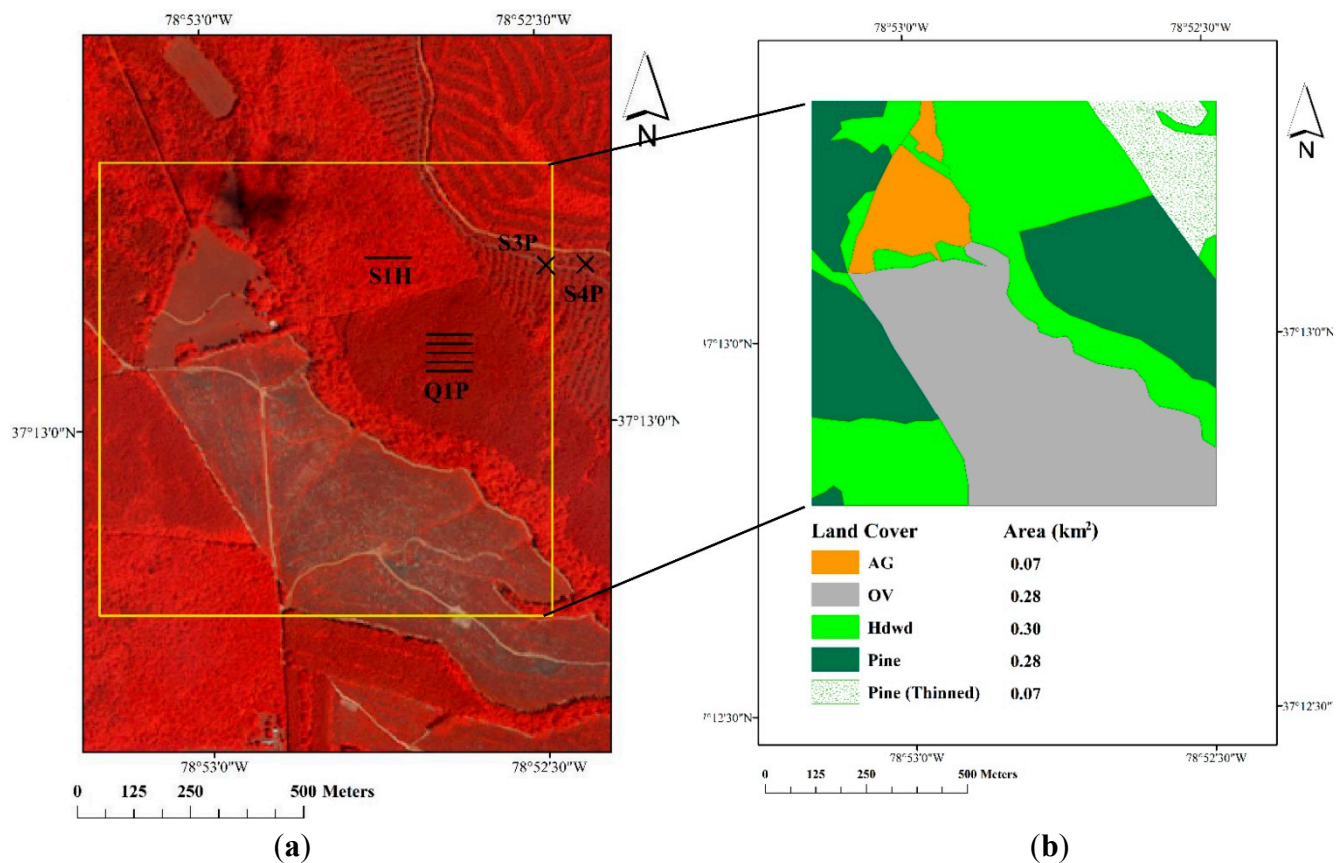 78°53'0"W 78°52'30"W
N
S3P
S1H
S4P
Q1P
37°13'0"N 37°13'0"N
78°53'0"W 78°52'30"W
0 125 250 500 Meters
(a)
78°53'0"W 78°52'30"W
N
37°13'0"N 37°13'0"N
Land Cover Area (km²)
AG 0.07
OV 0.28
Hdwd 0.30
Pine 0.28
Pine (Thinned) 0.07
37°12'30"N 37°12'30"N
78°53'0"W 78°52'30"W
0 125 250 500 Meters
(b)